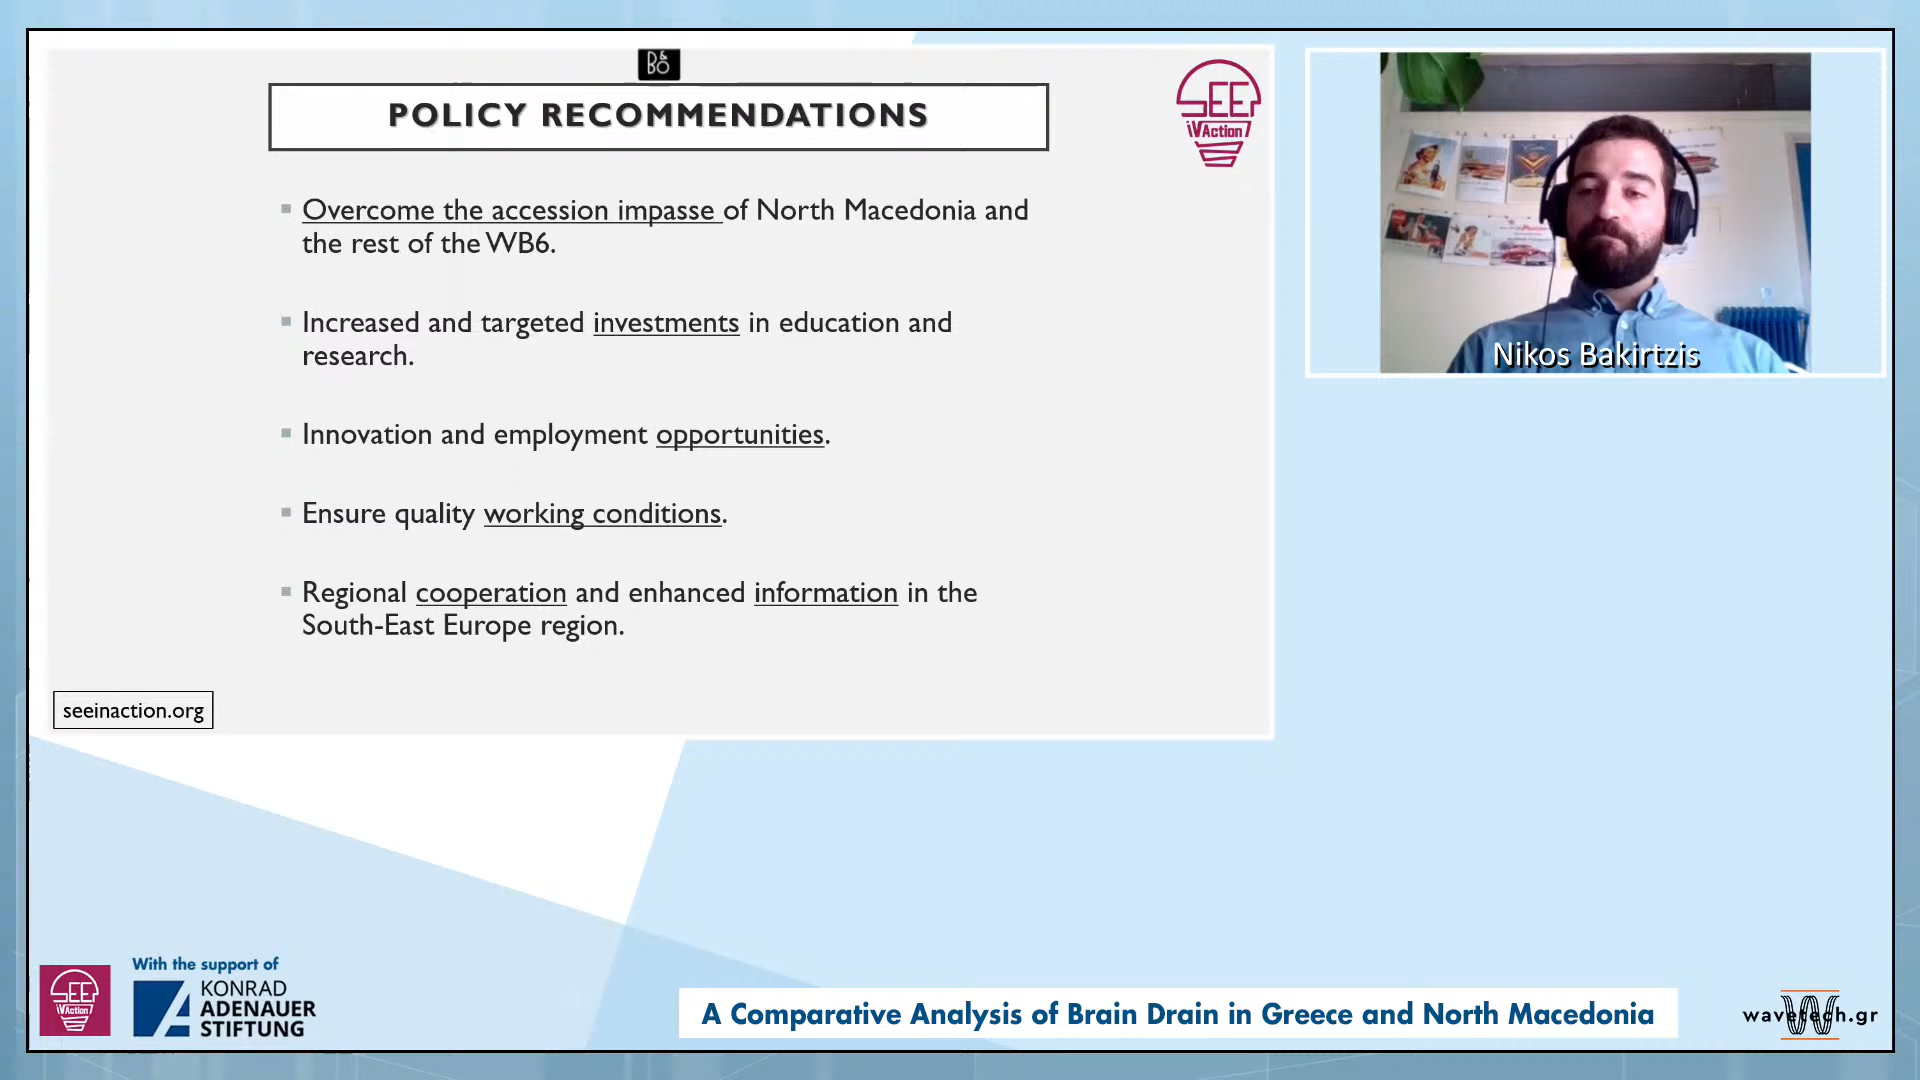 B&O
POLICY RECOMMENDATIONS
SEE
iNAction
Overcome the accession impasse of North Macedonia and
the rest of the WB6.
Increased and targeted investments in education and
research.
Innovation and employment opportunities.
Ensure quality working conditions.
Regional cooperation and enhanced information in the
South-East Europe region.
seeinaction.org
Nikos Bakirtzis
SEE
iNAction
With the support of
KONRAD
ADENAUER
STIFTUNG
A Comparative Analysis of Brain Drain in Greece and North Macedonia
wavetech.gr